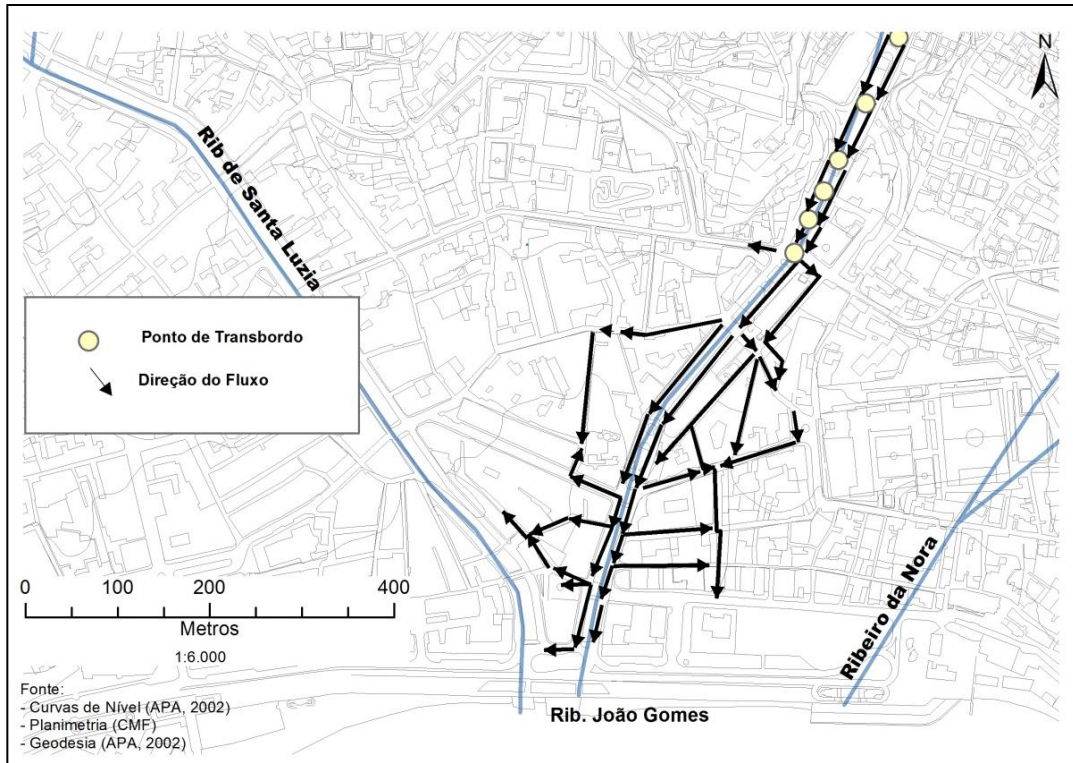 N
Rib de Santa Luzia
Ponto de Transbordo
Direção do Fluxo
0 100 200 400
Metros
1:6.000
Ribeiro da Nora
Rib. João Gomes
Fonte:
- Curvas de Nível (APA, 2002)
- Planimetria (CMF)
- Geodesia (APA, 2002)